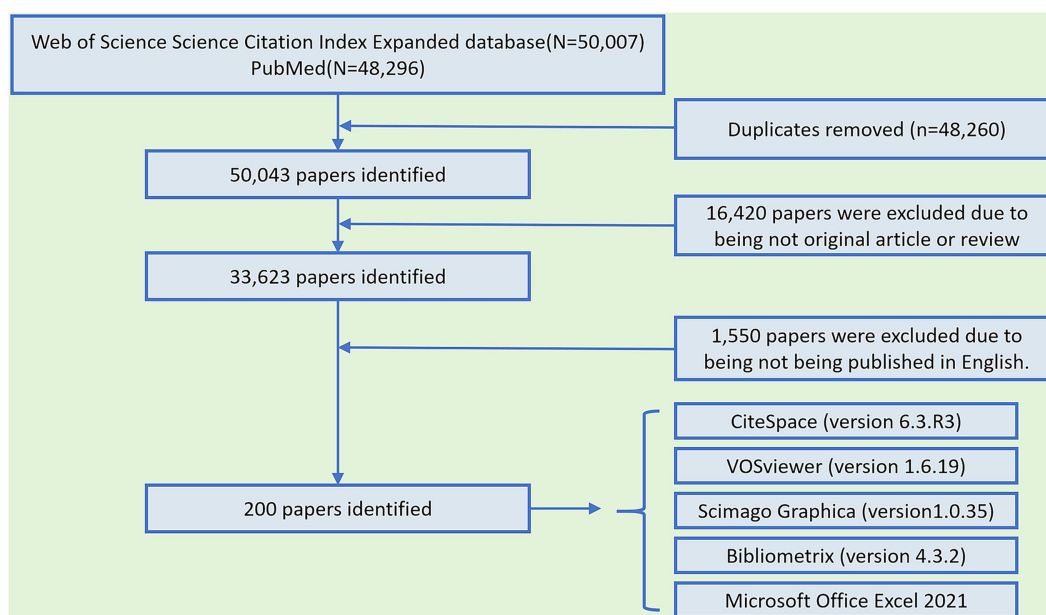 Web of Science Science Citation Index Expanded database(N=50,007)
PubMed(N=48,296)
Duplicates removed (n=48,260)
50,043 papers identified
16,420 papers were excluded due to
being not original article or review
33,623 papers identified
1,550 papers were excluded due to
being not being published in English.
CiteSpace (version 6.3.R3)
VOSviewer (version 1.6.19)
200 papers identified
Scimago Graphica (version1.0.35)
Bibliometrix (version 4.3.2)
Microsoft Office Excel 2021